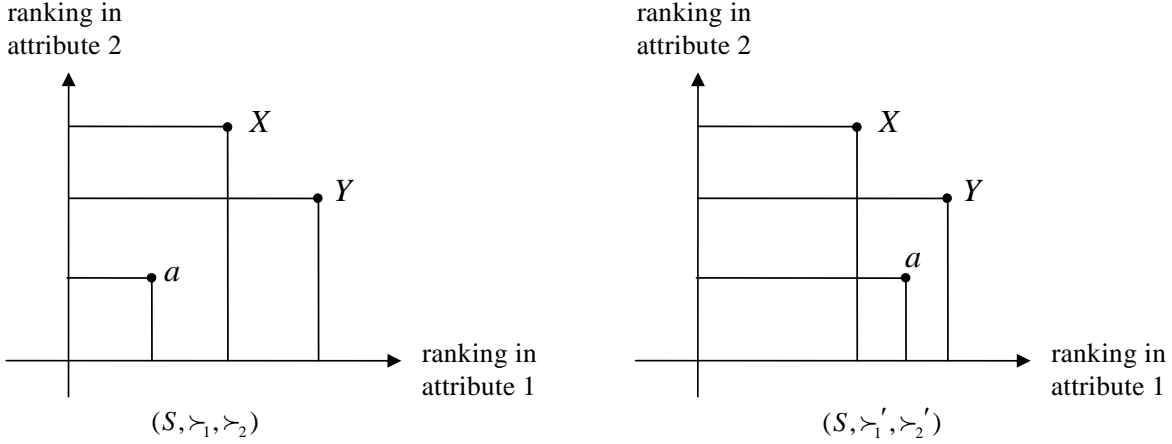 ranking in
attribute 2
X
Y
a
ranking in
attribute 1
(S, ≻₁, ≻₂)
ranking in
attribute 2
X
Y
a
ranking in
attribute 1
(S, ≻₁′, ≻₂′)